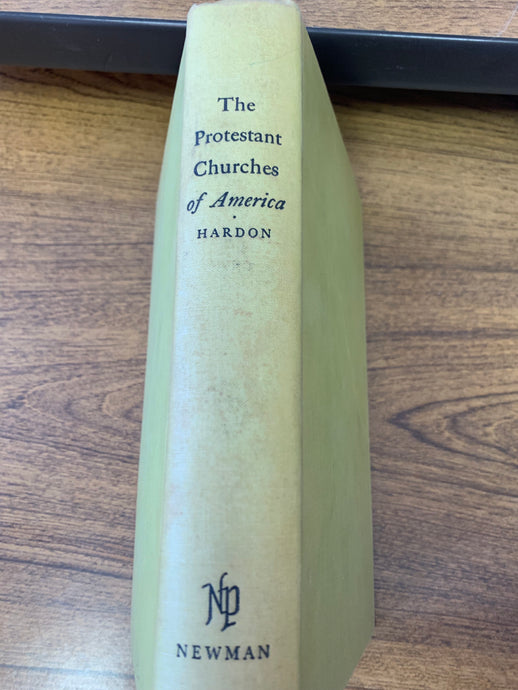 The
Protestant
Churches
of America
·
HARDON
NP
NEWMAN